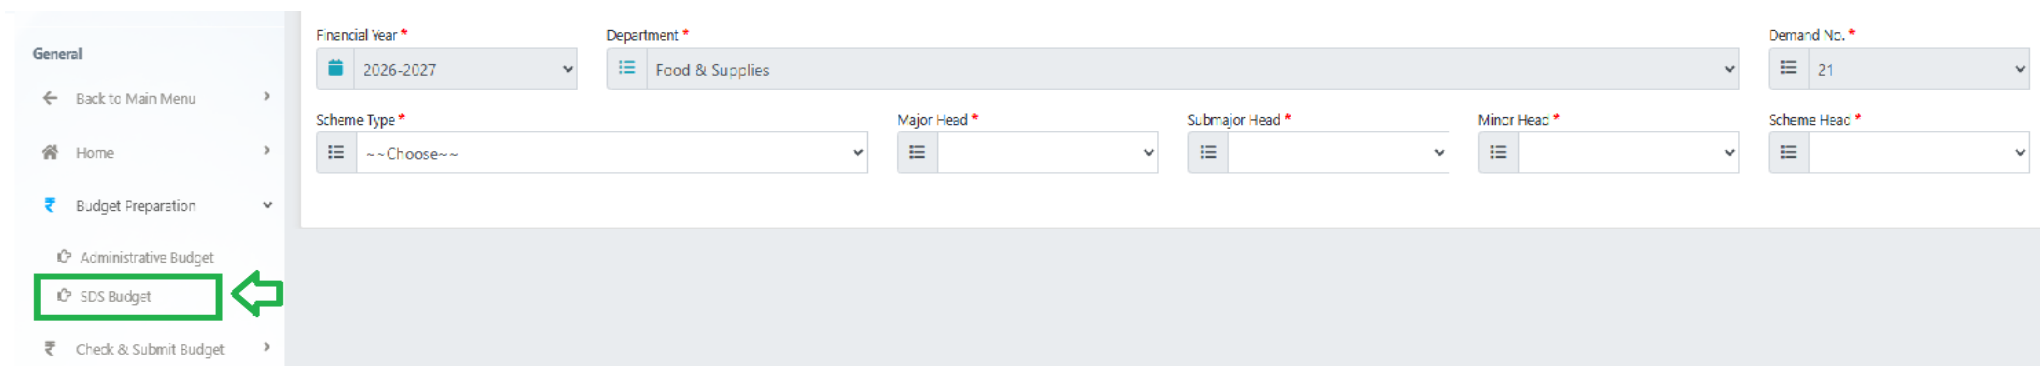 General
Back to Main Menu
Home
Budget Preparation
Administrative Budget
SDS Budget
Check & Submit Budget
Financial Year *
2026-2027
Department *
Food & Supplies
Demand No. *
21
Scheme Type *
~~Choose~~
Major Head *
Submajor Head *
Minor Head *
Scheme Head *